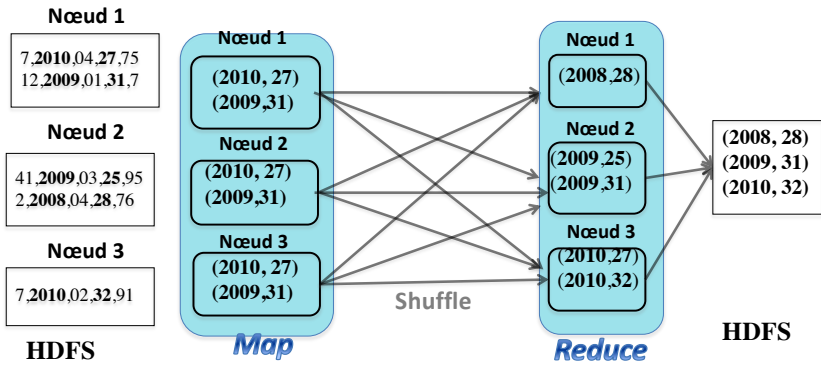 Nœud 1
7,2010,04,27,75
12,2009,01,31,7
Nœud 2
41,2009,03,25,95
2,2008,04,28,76
Nœud 3
7,2010,02,32,91
HDFS
Nœud 1
(2010, 27)
(2009,31)
Nœud 2
(2010, 27)
(2009,31)
Nœud 3
(2010, 27)
(2009,31)
Map
Shuffle
Nœud 1
(2008,28)
Nœud 2
(2009,25)
(2009,31)
Nœud 3
(2010,27)
(2010,32)
Reduce
(2008, 28)
(2009, 31)
(2010, 32)
HDFS